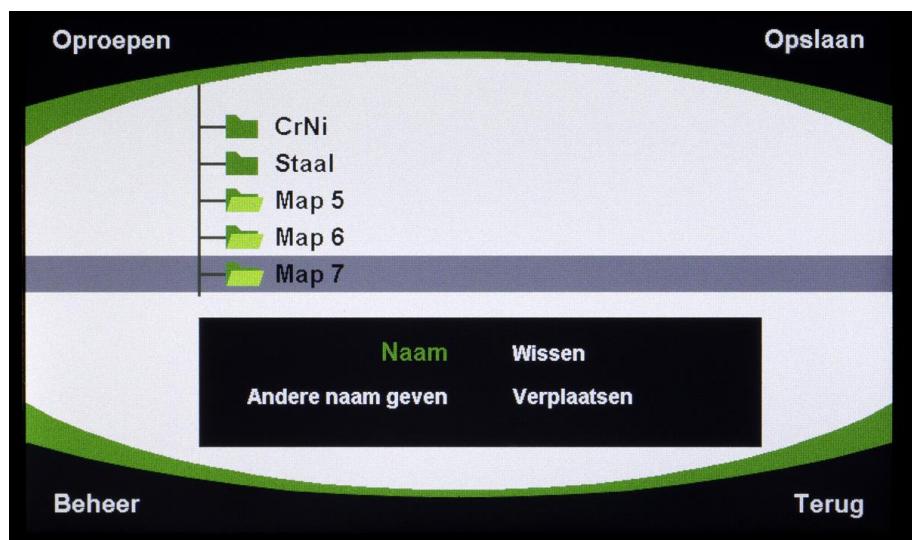 Oproepen Opslaan
CrNi
Staal
Map 5
Map 6
Map 7
Naam Wissen
Andere naam geven Verplaatsen
Beheer Terug